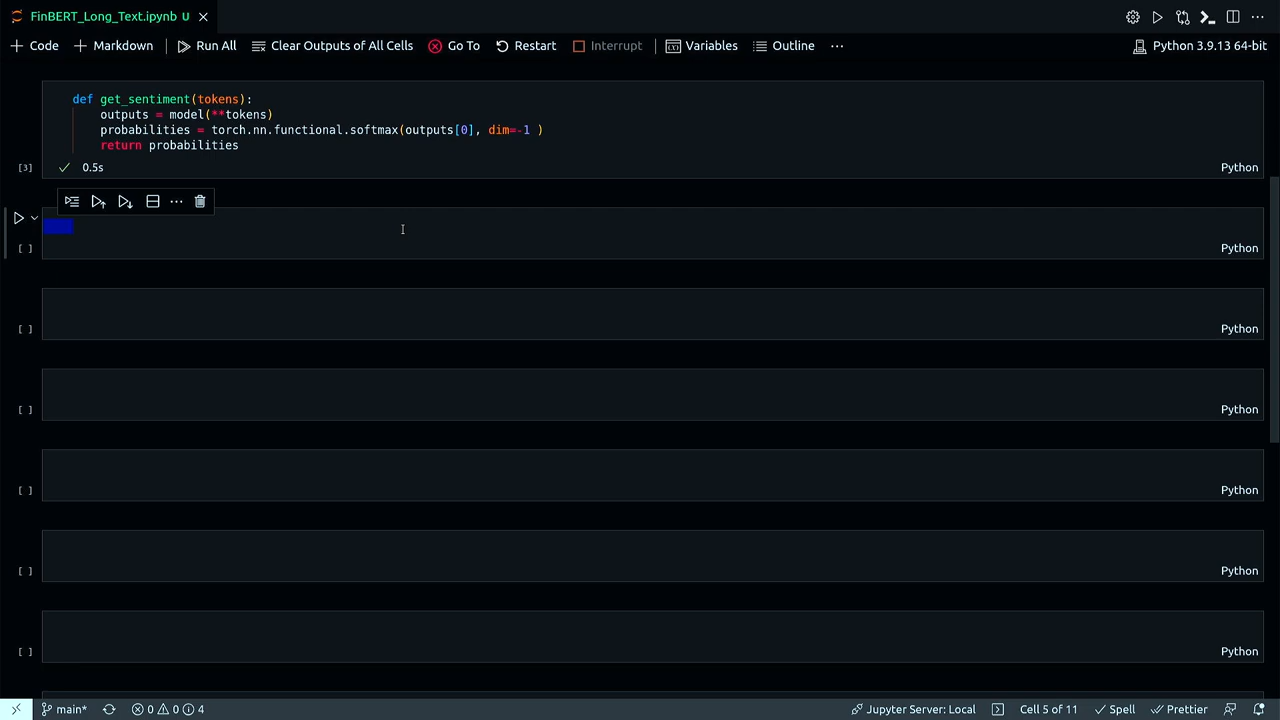 FinBERT_Long_Text.ipynb U
Code Markdown Run All Clear Outputs of All Cells Go To Restart Interrupt Variables Outline ··· Python 3.9.13 64-bit
def get_sentiment(tokens):
outputs = model(**tokens)
probabilities = torch.nn.functional.softmax(outputs[0], dim=-1 )
return probabilities
[3] 0.5s Python
[ ] Python
[ ] Python
[ ] Python
[ ] Python
[ ] Python
[ ] Python
main* 0 0 4 Jupyter Server: Local Cell 5 of 11 Spell Prettier